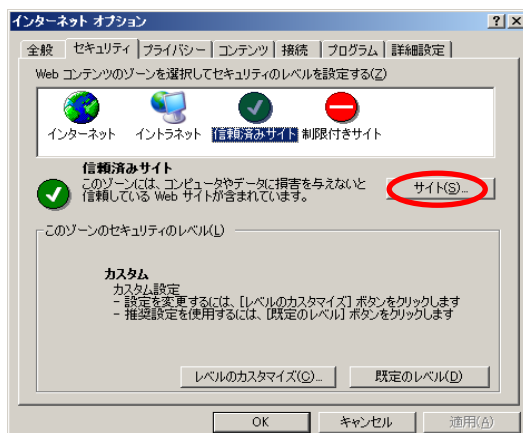 インターネット オプション
全般 セキュリティ プライバシー コンテンツ 接続 プログラム 詳細設定
Web コンテンツのゾーンを選択してセキュリティのレベルを設定する(Z)
インターネット イントラネット 信頼済みサイト 制限付きサイト
信頼済みサイト
このゾーンには、コンピュータやデータに損害を与えないと
信頼している Web サイトが含まれています。
サイト(S)...
このゾーンのセキュリティのレベル(L)
カスタム
カスタム設定
- 設定を変更するには、[レベルのカスタマイズ] ボタンをクリックします
- 推奨設定を使用するには、[既定のレベル] ボタンをクリックします
レベルのカスタマイズ(C)... 既定のレベル(D)
OK キャンセル 適用(A)